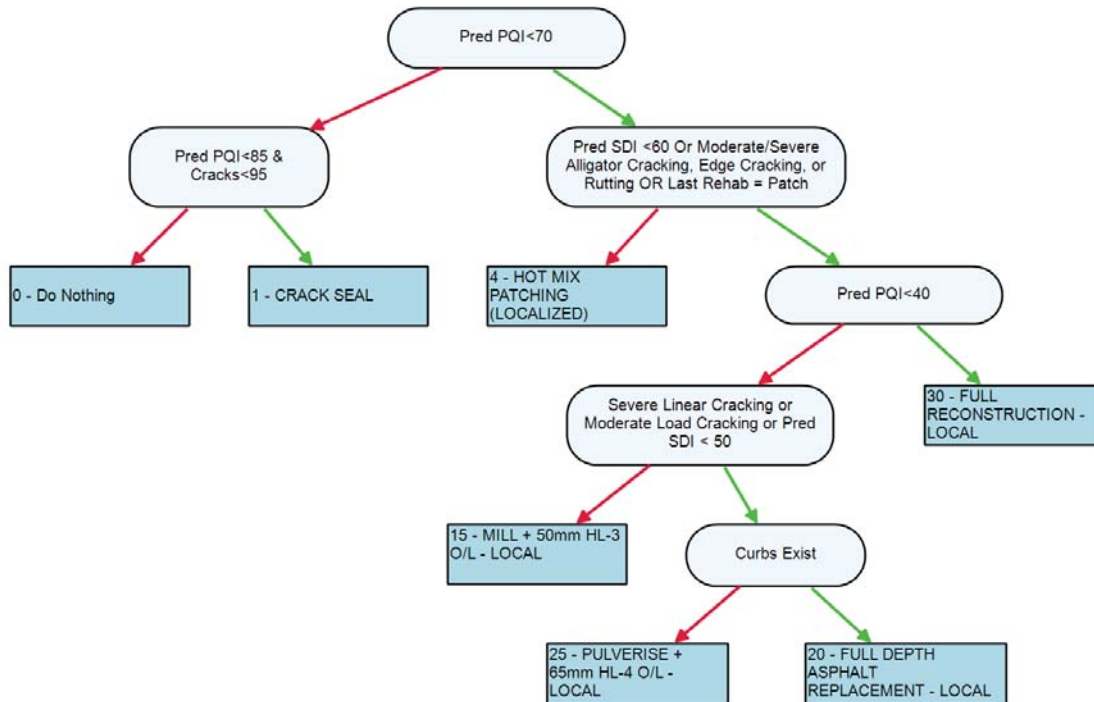 Pred PQI<70
Pred PQI<85 &
Cracks<95
Pred SDI <60 Or Moderate/Severe
Alligator Cracking, Edge Cracking, or
Rutting OR Last Rehab = Patch
0 - Do Nothing
1 - CRACK SEAL
4 - HOT MIX
PATCHING
(LOCALIZED)
Pred PQI<40
Severe Linear Cracking or
Moderate Load Cracking or Pred
SDI < 50
30 - FULL
RECONSTRUCTION -
LOCAL
15 - MILL + 50mm HL-3
O/L - LOCAL
Curbs Exist
25 - PULVERISE +
65mm HL-4 O/L -
LOCAL
20 - FULL DEPTH
ASPHALT
REPLACEMENT - LOCAL